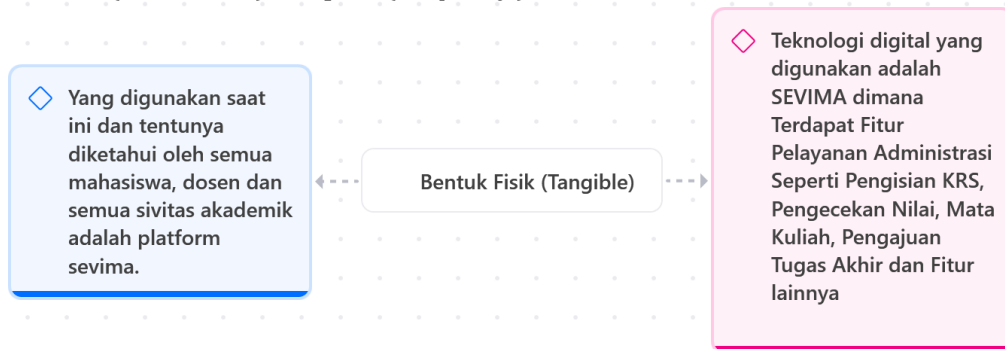 Yang digunakan saat
ini dan tentunya
diketahui oleh semua
mahasiswa, dosen dan
semua sivitas akademik
adalah platform
sevima.
Bentuk Fisik (Tangible)
Teknologi digital yang
digunakan adalah
SEVIMA dimana
Terdapat Fitur
Pelayanan Administrasi
Seperti Pengisian KRS,
Pengecekan Nilai, Mata
Kuliah, Pengajuan
Tugas Akhir dan Fitur
lainnya